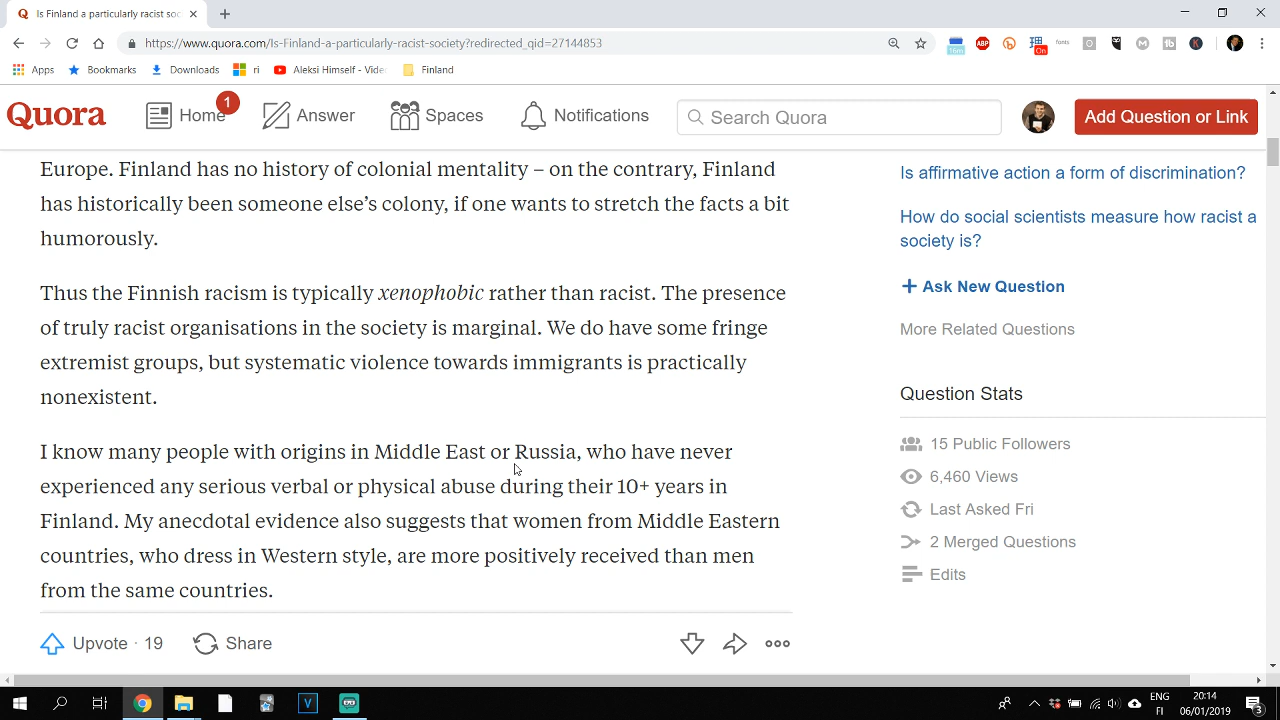 Is Finland a particularly racist soc
https://www.quora.com/Is-Finland-a-particularly-racist-society?redirected_qid=27144853
16m
ABP
On
fonts
Apps
Bookmarks
Downloads
ri
Aleksi Himself - Vide
Finland
Quora
Home
1
Answer
Spaces
Notifications
Search Quora
Add Question or Link
Europe. Finland has no history of colonial mentality – on the contrary, Finland
has historically been someone else’s colony, if one wants to stretch the facts a bit
humorously.
Thus the Finnish racism is typically xenophobic rather than racist. The presence
of truly racist organisations in the society is marginal. We do have some fringe
extremist groups, but systematic violence towards immigrants is practically
nonexistent.
I know many people with origins in Middle East or Russia, who have never
experienced any serious verbal or physical abuse during their 10+ years in
Finland. My anecdotal evidence also suggests that women from Middle Eastern
countries, who dress in Western style, are more positively received than men
from the same countries.
Upvote · 19
Share
Is affirmative action a form of discrimination?
How do social scientists measure how racist a
society is?
+ Ask New Question
More Related Questions
Question Stats
15 Public Followers
6,460 Views
Last Asked Fri
2 Merged Questions
Edits
ENG
FI
20:14
06/01/2019
3